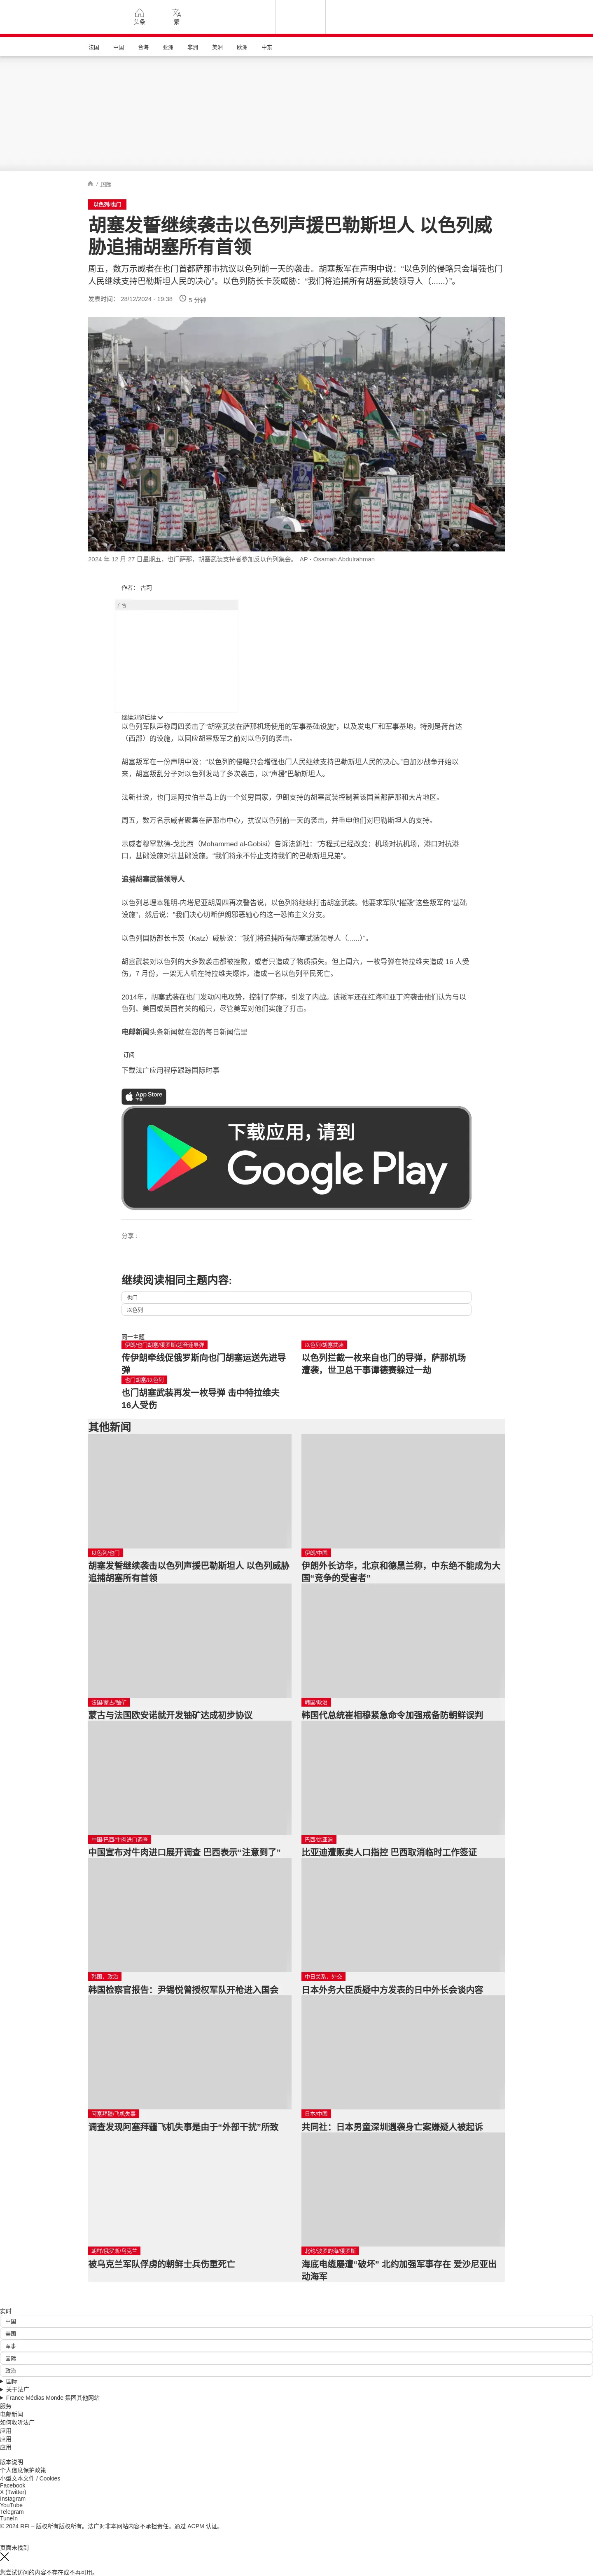 头条
繁
法国
中国
台海
亚洲
非洲
美洲
欧洲
中东
/ 国际
以色列/也门
胡塞发誓继续袭击以色列声援巴勒斯坦人 以色列威
胁追捕胡塞所有首领
周五，数万示威者在也门首都萨那市抗议以色列前一天的袭击。胡塞叛军在声明中说：“以色列的侵略只会增强也门
人民继续支持巴勒斯坦人民的决心”。以色列防长卡茨威胁：“我们将追捕所有胡塞武装领导人（......）”。
发表时间： 28/12/2024 - 19:38
5 分钟
2024 年 12 月 27 日星期五，也门萨那，胡塞武装支持者参加反以色列集会。 AP - Osamah Abdulrahman
作者： 古莉
广告
继续浏览后续
以色列军队声称周四袭击了“胡塞武装在萨那机场使用的军事基础设施”，以及发电厂和军事基地，特别是荷台达
（西部）的设施，以回应胡塞叛军之前对以色列的袭击。
胡塞叛军在一份声明中说：“以色列的侵略只会增强也门人民继续支持巴勒斯坦人民的决心。”自加沙战争开始以
来，胡塞叛乱分子对以色列发动了多次袭击，以“声援”巴勒斯坦人。
法新社说，也门是阿拉伯半岛上的一个贫穷国家，伊朗支持的胡塞武装控制着该国首都萨那和大片地区。
周五，数万名示威者聚集在萨那市中心，抗议以色列前一天的袭击，并重申他们对巴勒斯坦人的支持。
示威者穆罕默德-戈比西（Mohammed al-Gobisi）告诉法新社：“方程式已经改变：机场对抗机场，港口对抗港
口，基础设施对抗基础设施。“我们将永不停止支持我们的巴勒斯坦兄弟”。
追捕胡塞武装领导人
以色列总理本雅明-内塔尼亚胡周四再次警告说，以色列将继续打击胡塞武装。他要求军队“摧毁”这些叛军的“基础
设施”，然后说：“我们决心切断伊朗邪恶轴心的这一恐怖主义分支。
以色列国防部长卡茨（Katz）威胁说：“我们将追捕所有胡塞武装领导人（......）”。
胡塞武装对以色列的大多数袭击都被挫败，或者只造成了物质损失。但上周六，一枚导弹在特拉维夫造成 16 人受
伤，7 月份，一架无人机在特拉维夫爆炸，造成一名以色列平民死亡。
2014年，胡塞武装在也门发动闪电攻势，控制了萨那，引发了内战。该叛军还在红海和亚丁湾袭击他们认为与以
色列、美国或英国有关的船只，尽管美军对他们实施了打击。
电邮新闻头条新闻就在您的每日新闻信里
订阅
下载法广应用程序跟踪国际时事
App Store
下载
下载应用，请到
Google Play
分享 :
继续阅读相同主题内容:
也门
以色列
同一主题
伊朗/也门胡塞/俄罗斯/超音速导弹
传伊朗牵线促俄罗斯向也门胡塞运送先进导
弹
以色列/胡塞武装
以色列拦截一枚来自也门的导弹，萨那机场
遭袭，世卫总干事谭德赛躲过一劫
也门胡塞/以色列
也门胡塞武装再发一枚导弹 击中特拉维夫
16人受伤
其他新闻
以色列/也门
胡塞发誓继续袭击以色列声援巴勒斯坦人 以色列威胁
追捕胡塞所有首领
伊朗/中国
伊朗外长访华，北京和德黑兰称，中东绝不能成为大
国“竞争的受害者”
法国/蒙古/铀矿
蒙古与法国欧安诺就开发铀矿达成初步协议
韩国/政治
韩国代总统崔相穆紧急命令加强戒备防朝鲜误判
中国/巴西/牛肉进口调查
中国宣布对牛肉进口展开调查 巴西表示“注意到了”
巴西/比亚迪
比亚迪遭贩卖人口指控 巴西取消临时工作签证
韩国，政治
韩国检察官报告：尹锡悦曾授权军队开枪进入国会
中日关系，外交
日本外务大臣质疑中方发表的日中外长会谈内容
阿塞拜疆/飞机失事
调查发现阿塞拜疆飞机失事是由于“外部干扰”所致
日本/中国
共同社：日本男童深圳遇袭身亡案嫌疑人被起诉
朝鲜/俄罗斯/乌克兰
被乌克兰军队俘虏的朝鲜士兵伤重死亡
北约/波罗的海/俄罗斯
海底电缆屡遭“破坏” 北约加强军事存在 爱沙尼亚出
动海军
实时
中国
美国
军事
国际
政治
国际
关于法广
France Médias Monde 集团其他网站
服务
电邮新闻
如何收听法广
应用
应用
应用
版本说明
个人信息保护政策
小型文本文件 / Cookies
Facebook
X (Twitter)
Instagram
YouTube
Telegram
TuneIn
© 2024 RFI – 版权所有版权所有。法广对非本网站内容不承担责任。通过 ACPM 认证。
页面未找到
您尝试访问的内容不存在或不再可用。